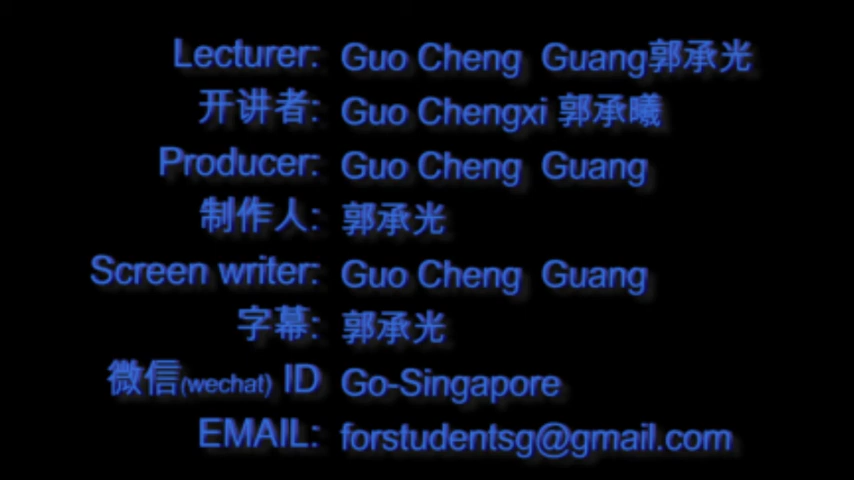 Lecturer: Guo Cheng Guang郭承光
开讲者: Guo Chengxi 郭承曦
Producer: Guo Cheng Guang
制作人: 郭承光
Screen writer: Guo Cheng Guang
字幕: 郭承光
微信(wechat) ID Go-Singapore
EMAIL: forstudentsg@gmail.com